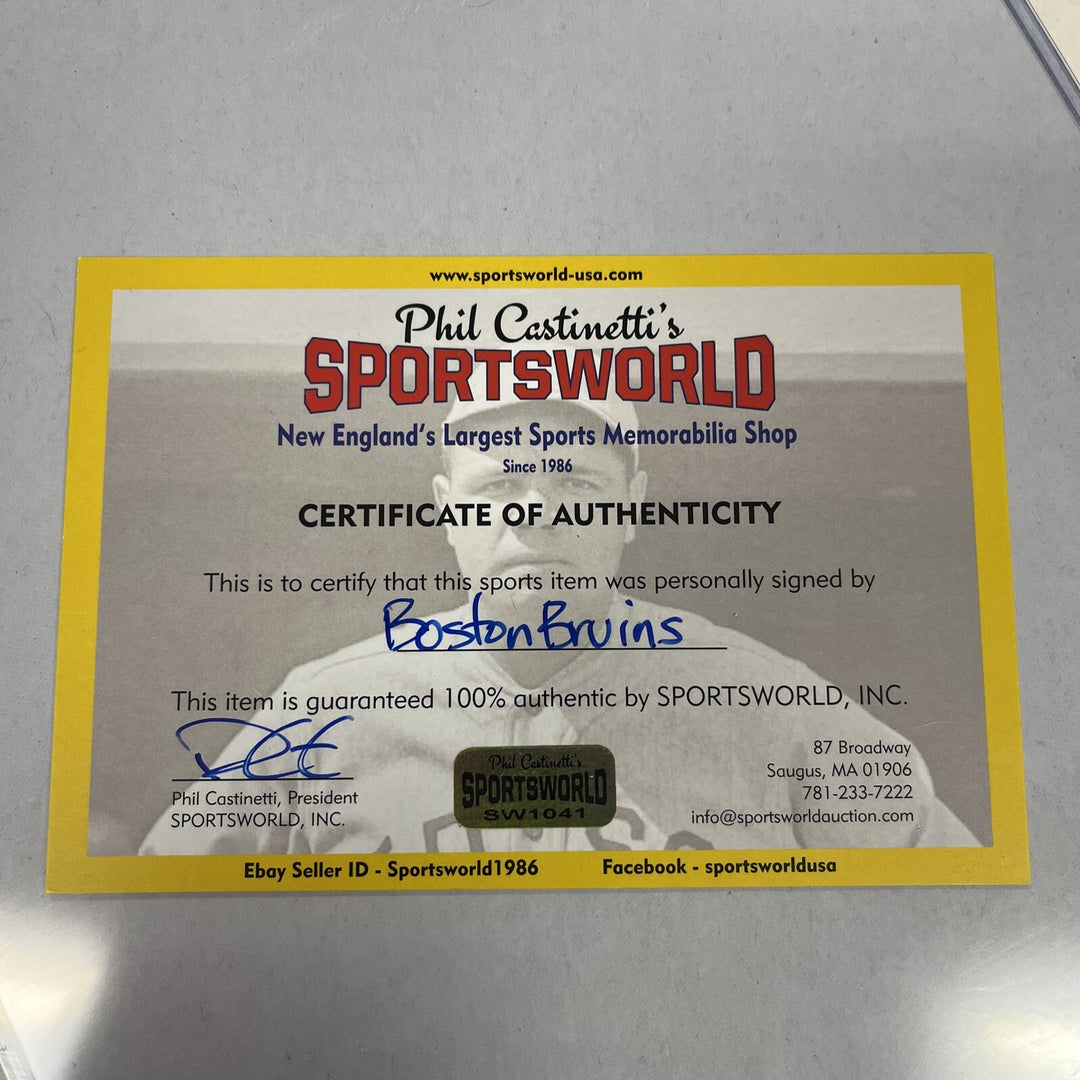 www.sportsworld-usa.com
Phil Castinetti's
SPORTSWORLD
New England's Largest Sports Memorabilia Shop
Since 1986
CERTIFICATE OF AUTHENTICITY
This is to certify that this sports item was personally signed by
Boston Bruins
This item is guaranteed 100% authentic by SPORTSWORLD, INC.
Phil Castinetti, President
SPORTSWORLD, INC.
Phil Castinetti's
SPORTSWORLD
SW1041
87 Broadway
Saugus, MA 01906
781-233-7222
info@sportsworldauction.com
Ebay Seller ID - Sportsworld1986
Facebook - sportsworldusa